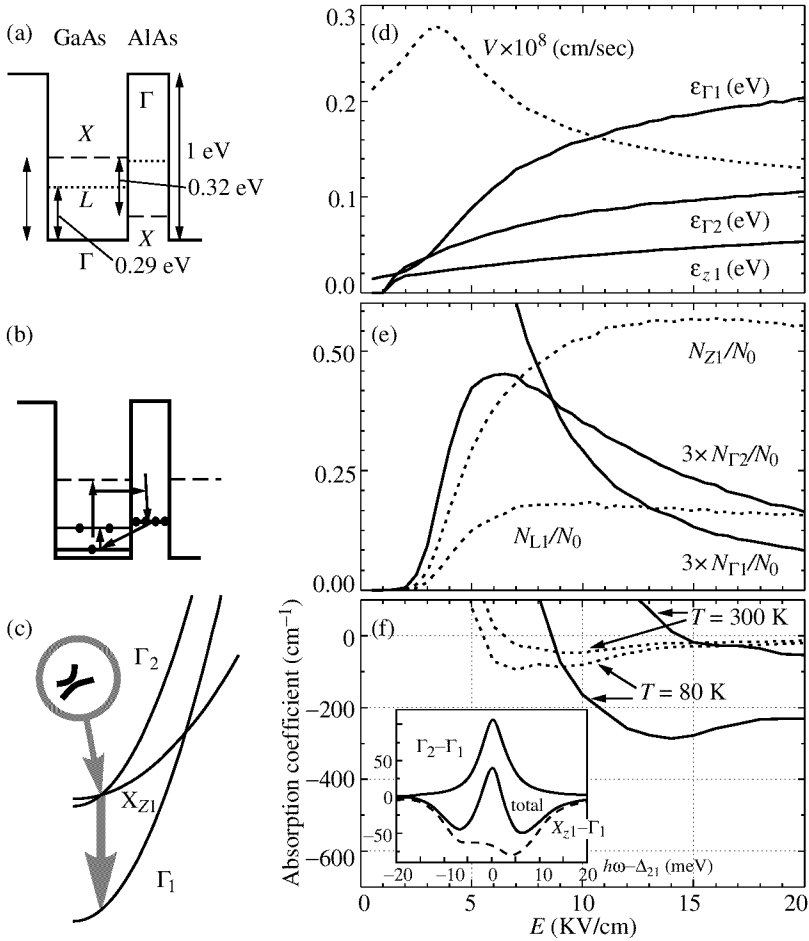 (a) GaAs AlAs
Γ
X
1 eV
L
0.32 eV
X
Γ
0.29 eV
(b)
(c)
Γ2
XZ1
Γ1
(d)
0.3
V×10⁸ (cm/sec)
εΓ1 (eV)
0.2
0.1
εΓ2 (eV)
εz1 (eV)
0.0
(e)
0.50
NZ1/N0
0.25
3× NΓ2/N0
NL1/N0
3× NΓ1/N0
0.00
(f)
Absorption coefficient (cm⁻¹)
T = 300 K
0
T = 80 K
−200
−400
−600
50
0
50
Γ2–Γ1
total
Xz1–Γ1
−20 −10 0 10 20
ħω−Δ21 (meV)
0 5 10 15 20
E (KV/cm)